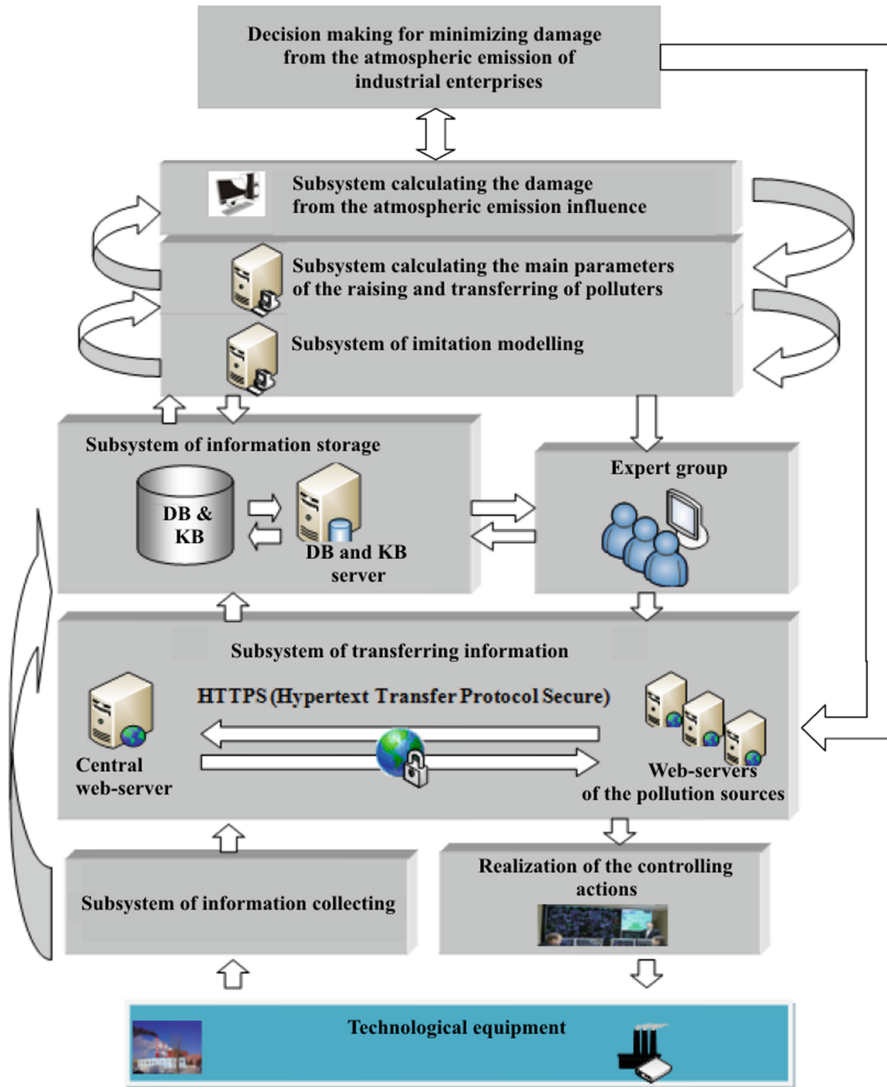 Decision making for minimizing damage
from the atmospheric emission of
industrial enterprises
Subsystem calculating the damage
from the atmospheric emission influence
Subsystem calculating the main parameters
of the raising and transferring of polluters
Subsystem of imitation modelling
Subsystem of information storage
DB &
KB
DB and KB
server
Expert group
Subsystem of transferring information
HTTPS (Hypertext Transfer Protocol Secure)
Central
web-server
Web-servers
of the pollution sources
Subsystem of information collecting
Realization of the controlling
actions
Technological equipment